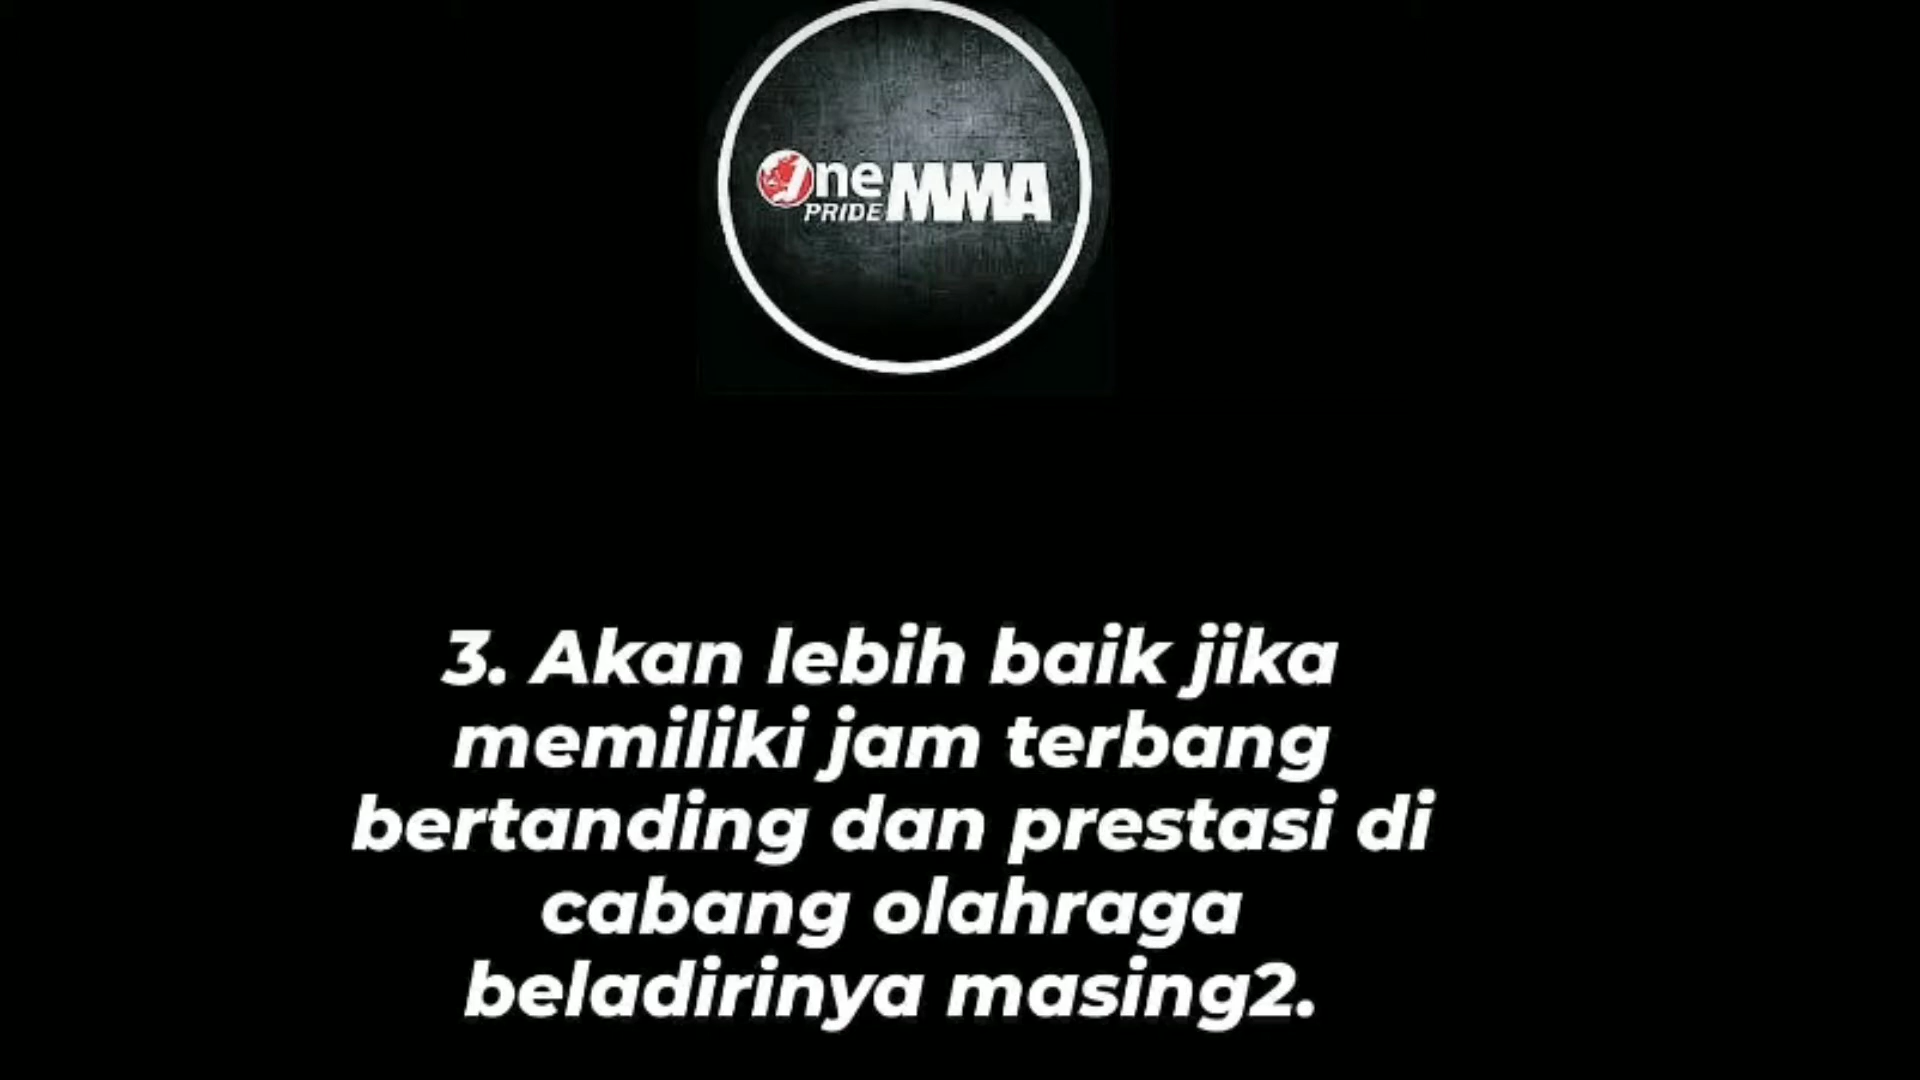 One MMA
PRIDE
3. Akan lebih baik jika
memiliki jam terbang
bertanding dan prestasi di
cabang olahraga
beladirinya masing2.